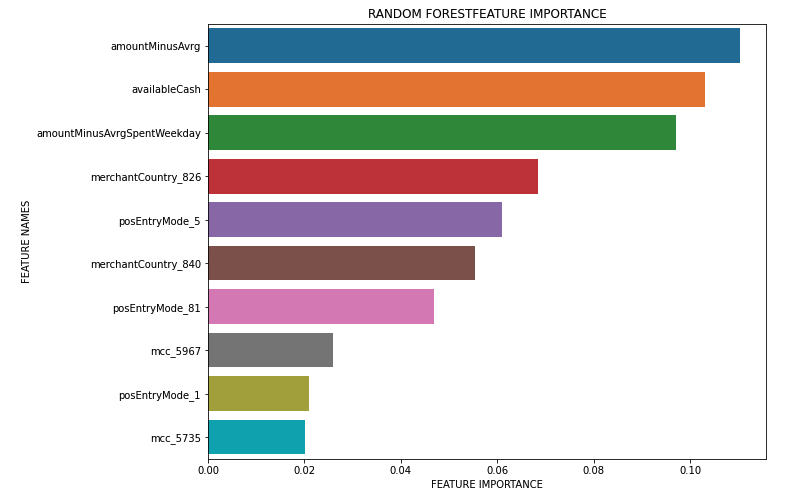 RANDOM FORESTFEATURE IMPORTANCE
FEATURE NAMES
amountMinusAvrg
availableCash
amountMinusAvrgSpentWeekday
merchantCountry_826
posEntryMode_5
merchantCountry_840
posEntryMode_81
mcc_5967
posEntryMode_1
mcc_5735
0.00 0.02 0.04 0.06 0.08 0.10
FEATURE IMPORTANCE